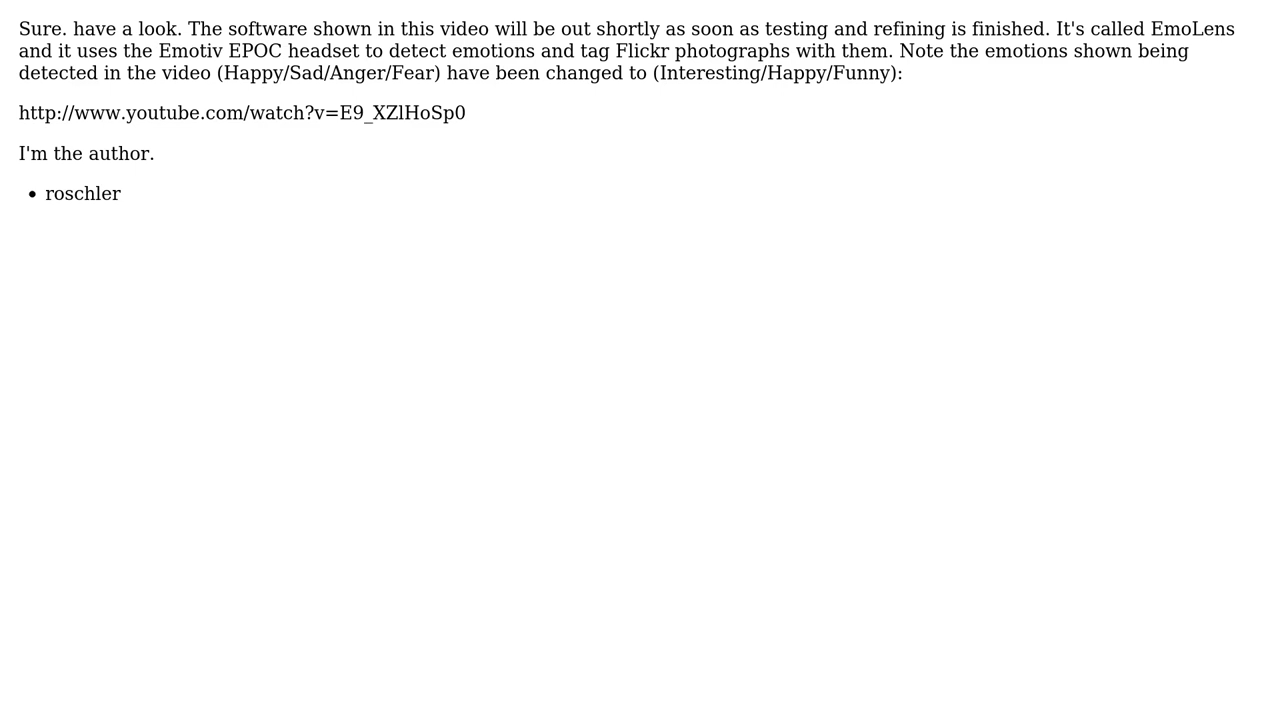 Sure. have a look. The software shown in this video will be out shortly as soon as testing and refining is finished. It's called EmoLens
and it uses the Emotiv EPOC headset to detect emotions and tag Flickr photographs with them. Note the emotions shown being
detected in the video (Happy/Sad/Anger/Fear) have been changed to (Interesting/Happy/Funny):
http://www.youtube.com/watch?v=E9_XZlHoSp0
I'm the author.
• roschler